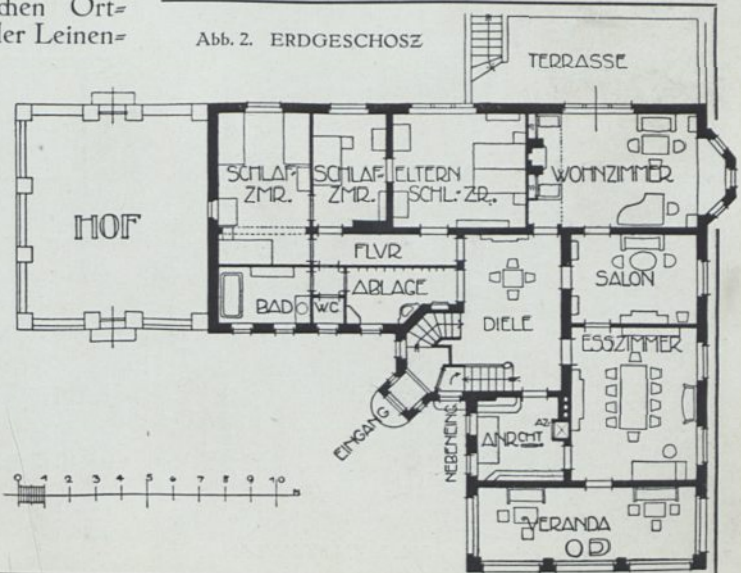 chen Ort=
der Leinen=
Abb. 2. ERDGESCHOSZ
TERRASSE
SCHLAF-
ZMR.
SCHLAF-
ZMR.
ELTERN
SCHL.-ZR.
WOHNZIMMER
HOF
FLVR
SALON
ABLAGE
BAD
WC
DIELE
ESSZIMMER
EINGANG
NEBENEING.
ANRCHT
AZ.
0 1 2 3 4 5 6 7 8 9 10 M
VERANDA